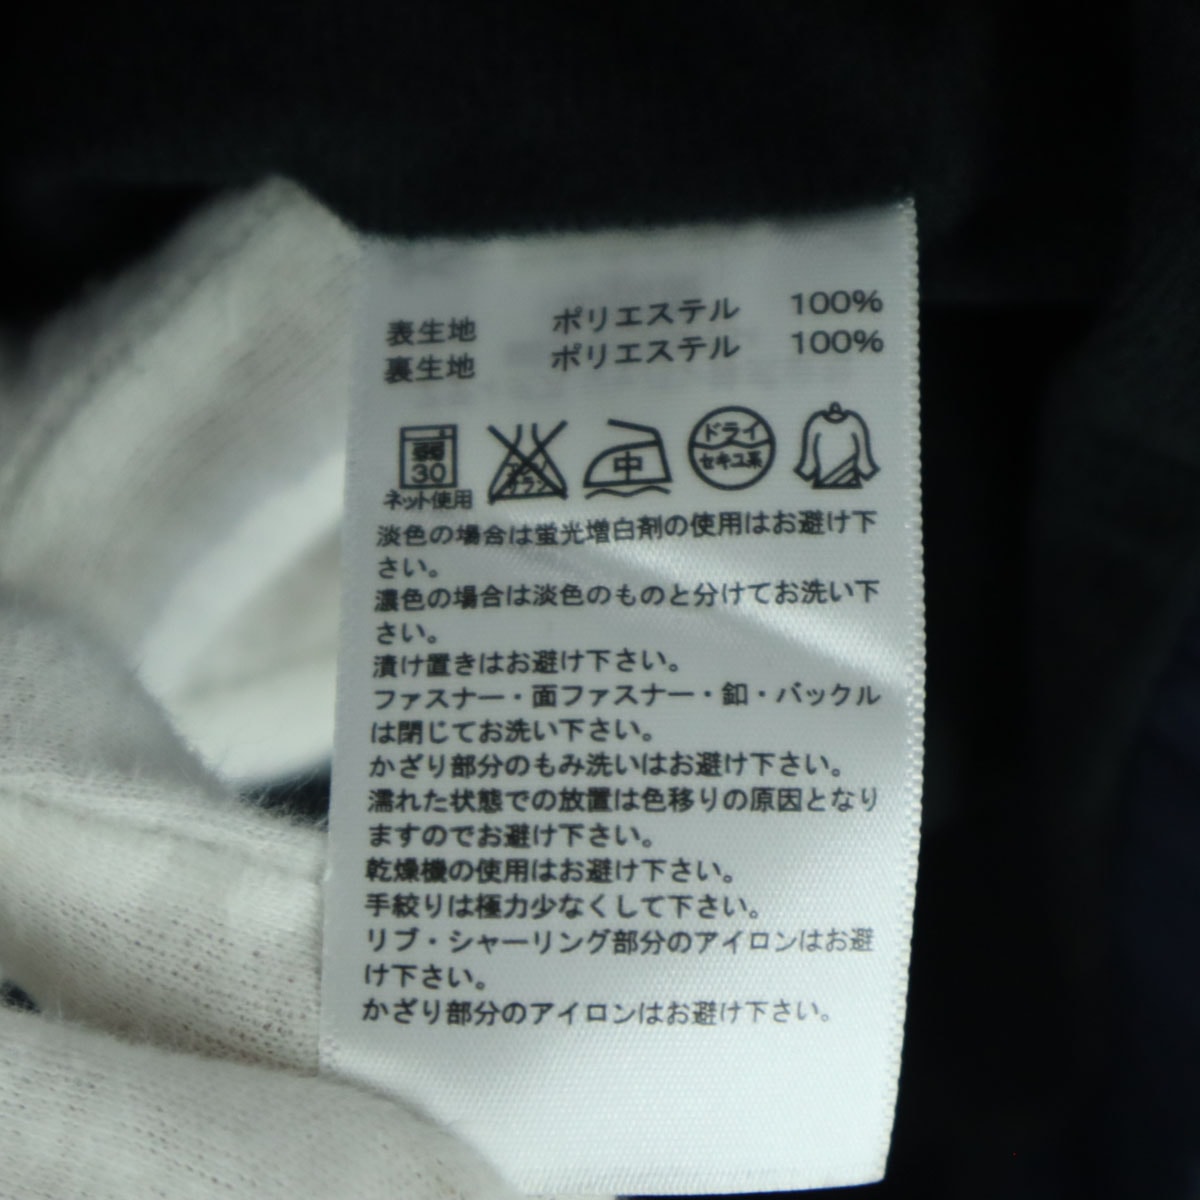 表生地 ポリエステル 100%
裏生地 ポリエステル 100%
弱 30 中 ドライ セキユ系
ネット使用
淡色の場合は蛍光増白剤の使用はお避け下
さい。
濃色の場合は淡色のものと分けてお洗い下
さい。
漬け置きはお避け下さい。
ファスナー・面ファスナー・釦・バックル
は閉じてお洗い下さい。
かざり部分のもみ洗いはお避け下さい。
濡れた状態での放置は色移りの原因となり
ますのでお避け下さい。
乾燥機の使用はお避け下さい。
手絞りは極力少なくして下さい。
リブ・シャーリング部分のアイロンはお避
け下さい。
かざり部分のアイロンはお避け下さい。